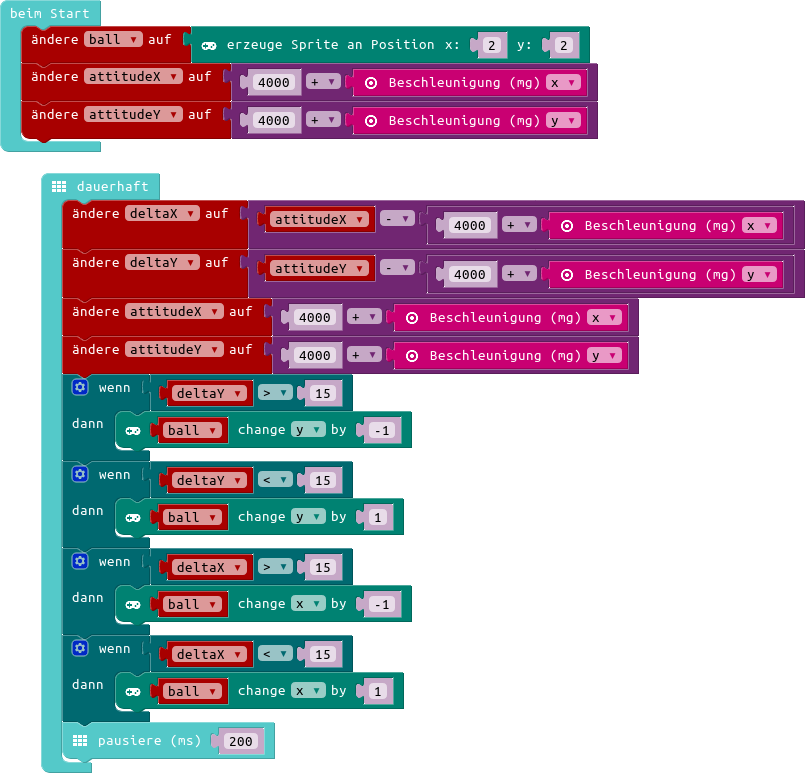 beim Start
ändere ball auf erzeuge Sprite an Position x: 2 y: 2
ändere attitudeX auf 4000 + Beschleunigung (mg) x
ändere attitudeY auf 4000 + Beschleunigung (mg) y
dauerhaft
ändere deltaX auf attitudeX - 4000 + Beschleunigung (mg) x
ändere deltaY auf attitudeY - 4000 + Beschleunigung (mg) y
ändere attitudeX auf 4000 + Beschleunigung (mg) x
ändere attitudeY auf 4000 + Beschleunigung (mg) y
wenn deltaY > 15
dann ball change y by -1
wenn deltaY < 15
dann ball change y by 1
wenn deltaX > 15
dann ball change x by -1
wenn deltaX < 15
dann ball change x by 1
pausiere (ms) 200